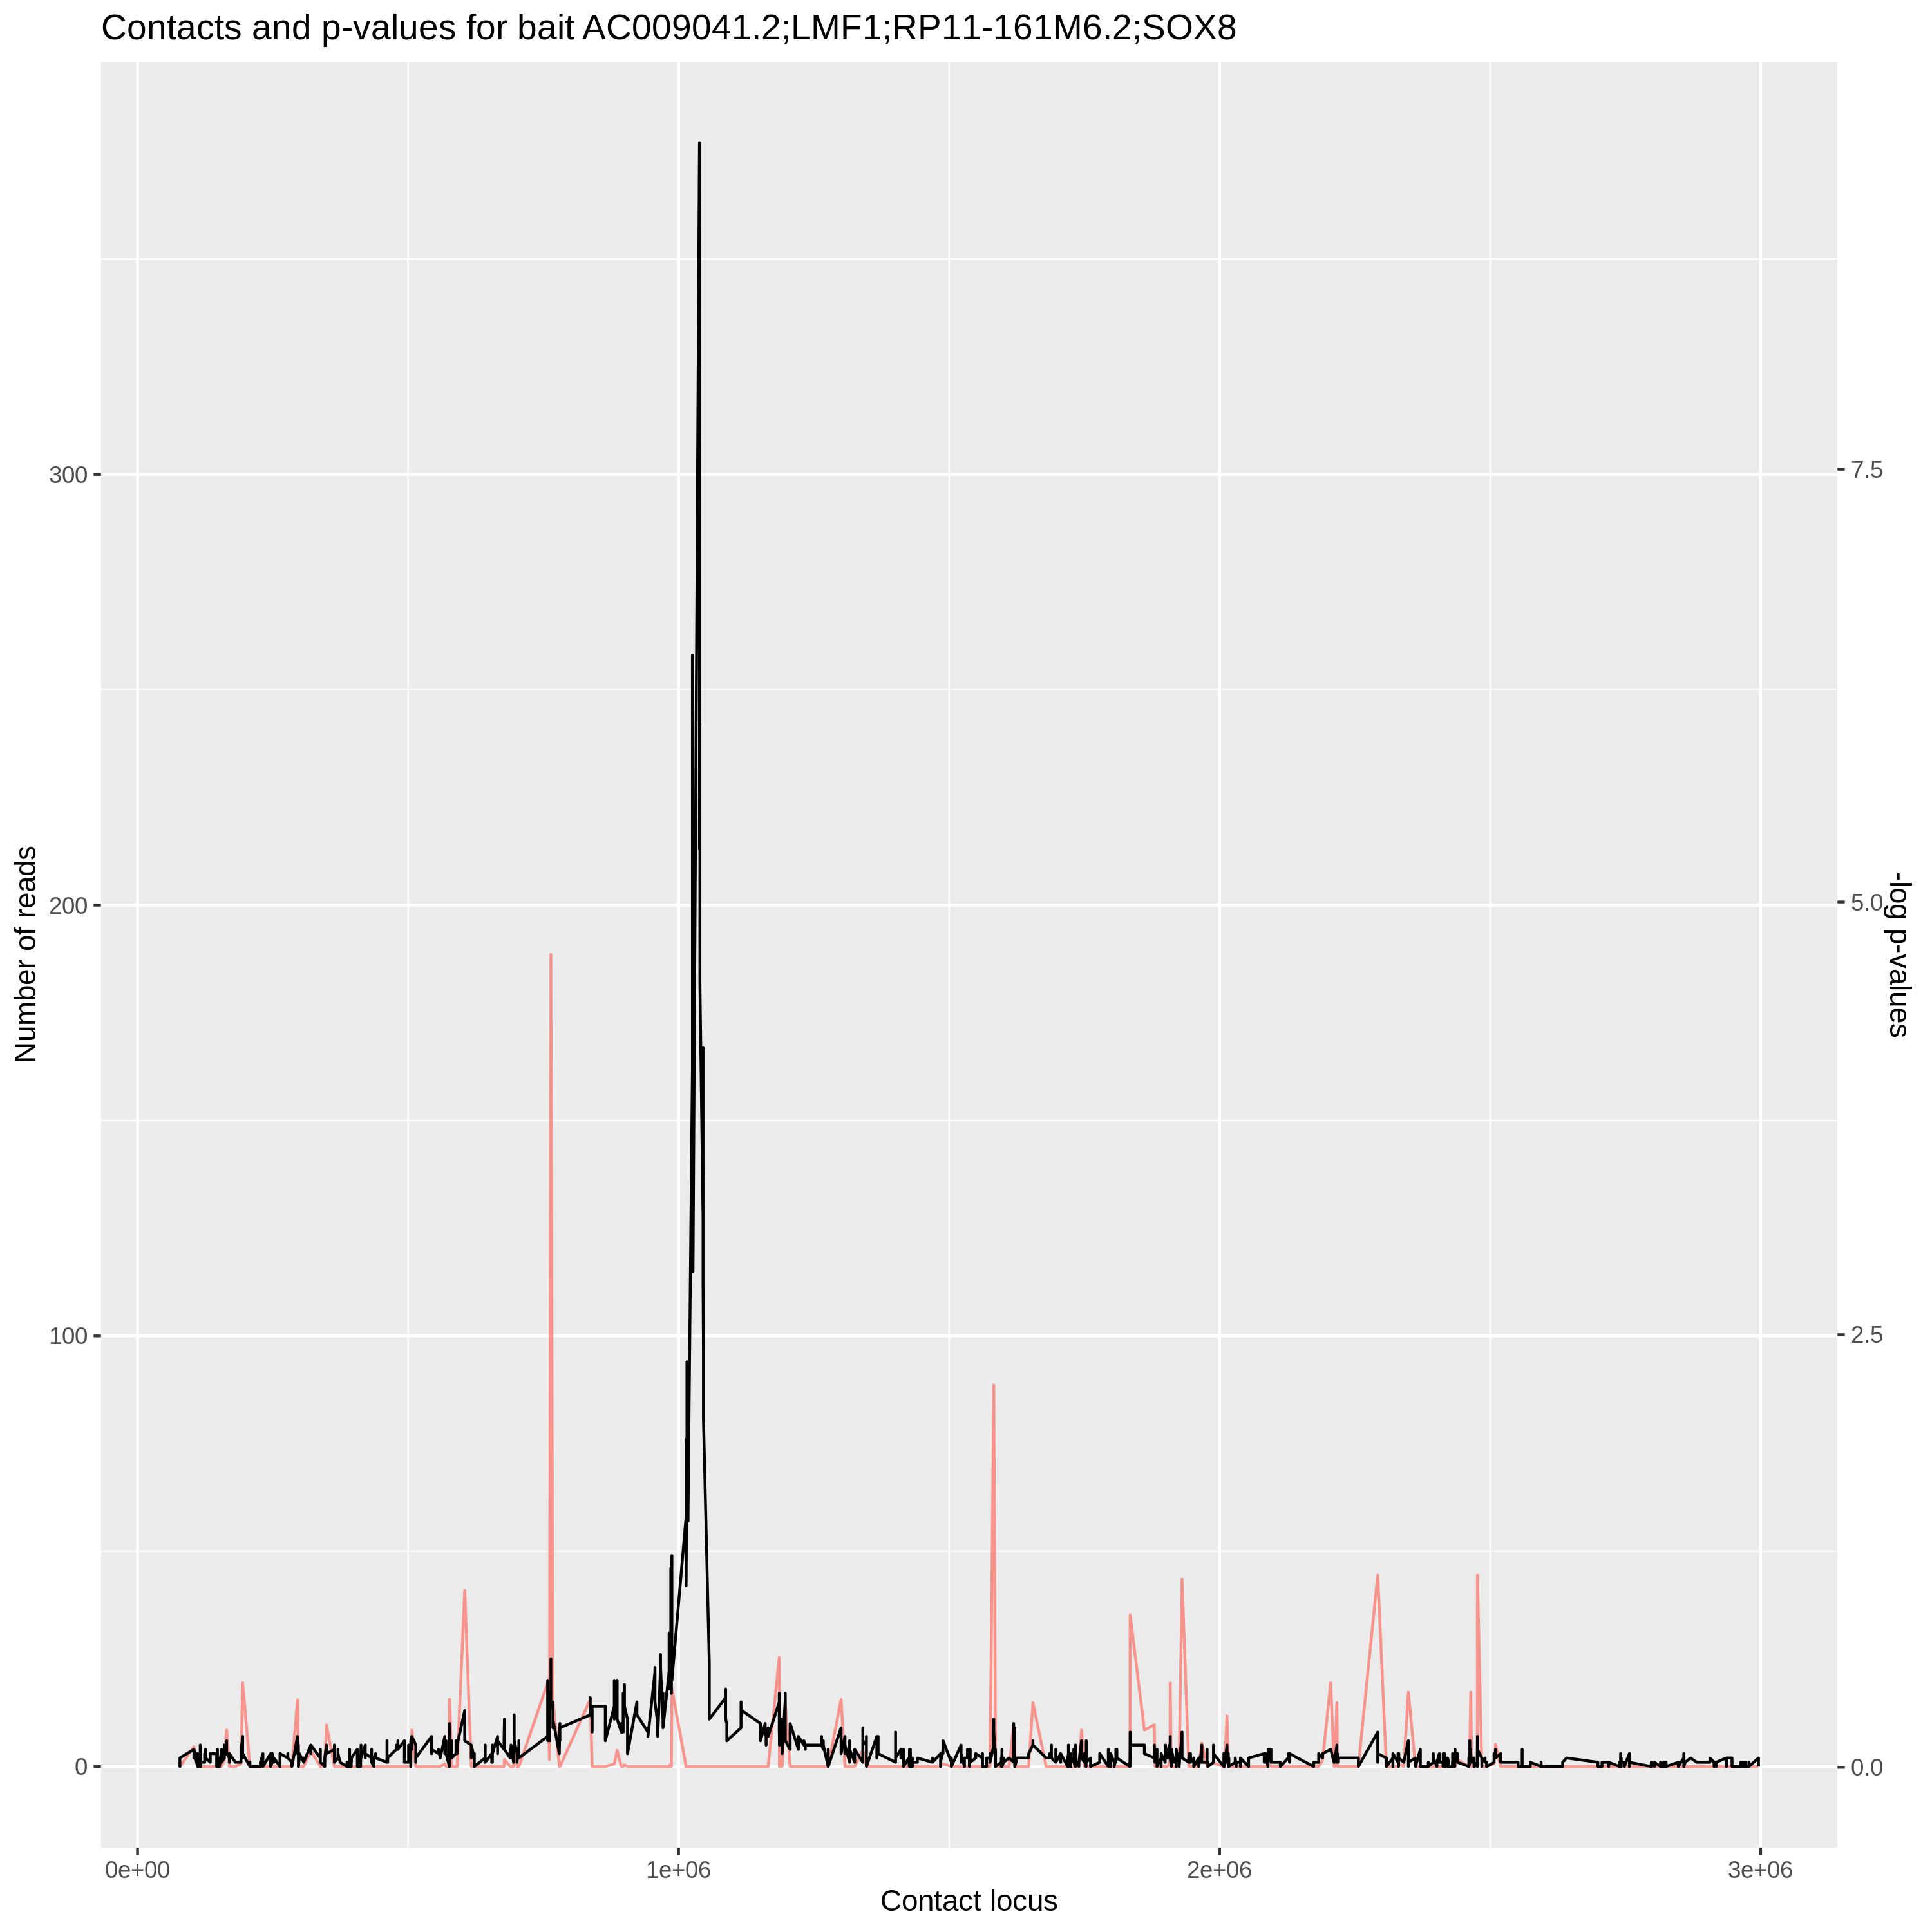 Contacts and p-values for bait AC009041.2;LMF1;RP11-161M6.2;SOX8
Number of reads
300
200
100
0
7.5
5.0
2.5
0.0
-log p-values
0e+00
1e+06
2e+06
3e+06
Contact locus